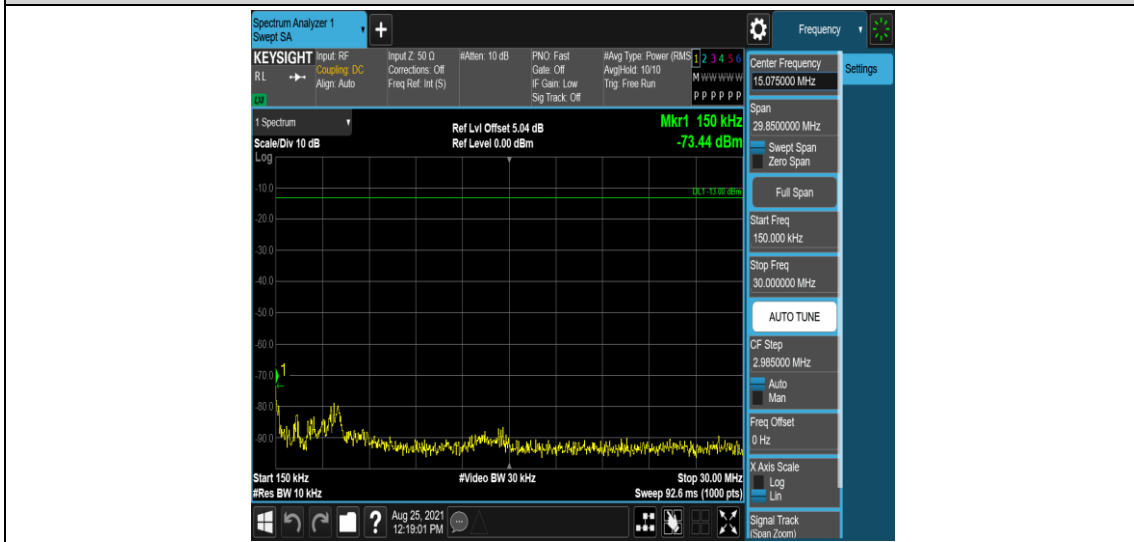 Spectrum Analyzer 1
Swept SA
+
Frequency
KEYSIGHT
RL
LXI
Input: RF
Coupling: DC
Align: Auto
Input Z: 50 Ω
Corrections: Off
Freq Ref: Int (S)
#Atten: 10 dB
PNO: Fast
Gate: Off
IF Gain: Low
Sig Track: Off
#Avg Type: Power (RMS
Avg|Hold: 10/10
Trig: Free Run
1 2 3 4 5 6
M W W W W W
P P P P P P
1 Spectrum
Scale/Div 10 dB
Log
Ref Lvl Offset 5.04 dB
Ref Level 0.00 dBm
Mkr1 150 kHz
-73.44 dBm
DL1 -13.00 dBm
-10.0
-20.0
-30.0
-40.0
-50.0
-60.0
-70.0
-80.0
-90.0
1
Start 150 kHz
#Res BW 10 kHz
#Video BW 30 kHz
Stop 30.00 MHz
Sweep 92.6 ms (1000 pts)
?
Aug 25, 2021
12:19:01 PM
Center Frequency
15.075000 MHz
Settings
Span
29.8500000 MHz
Swept Span
Zero Span
Full Span
Start Freq
150.000 kHz
Stop Freq
30.000000 MHz
AUTO TUNE
CF Step
2.985000 MHz
Auto
Man
Freq Offset
0 Hz
X Axis Scale
Log
Lin
Signal Track
(Span Zoom)